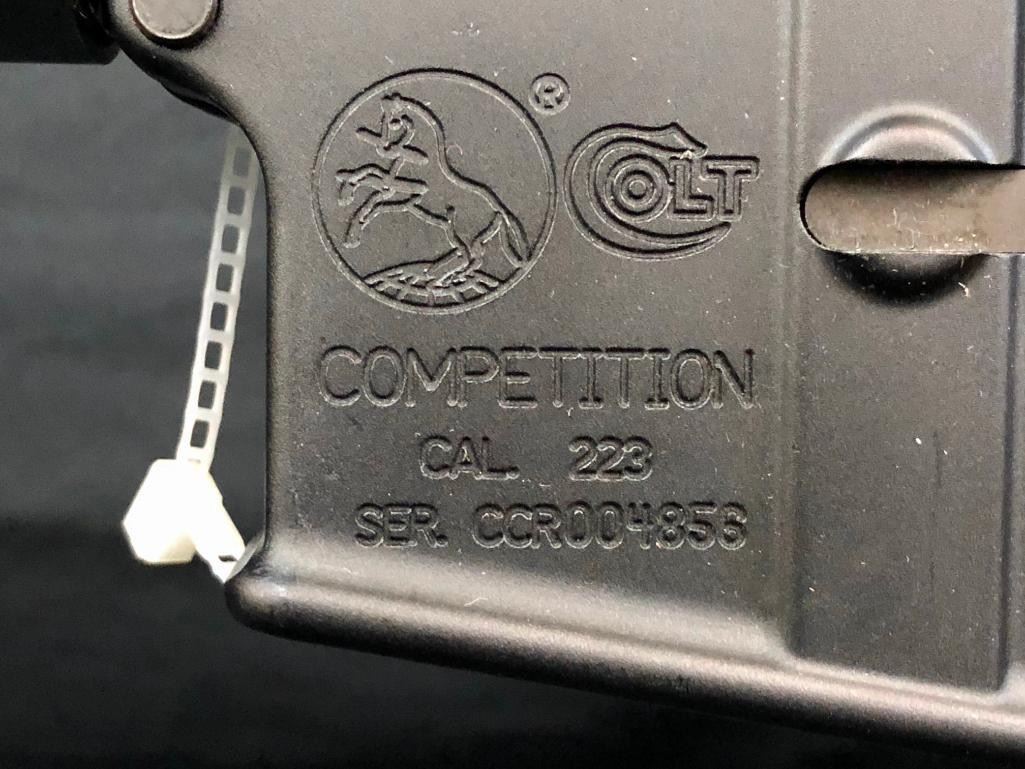 ®
COLT
COMPETITION
CAL. 223
SER. CCR004856